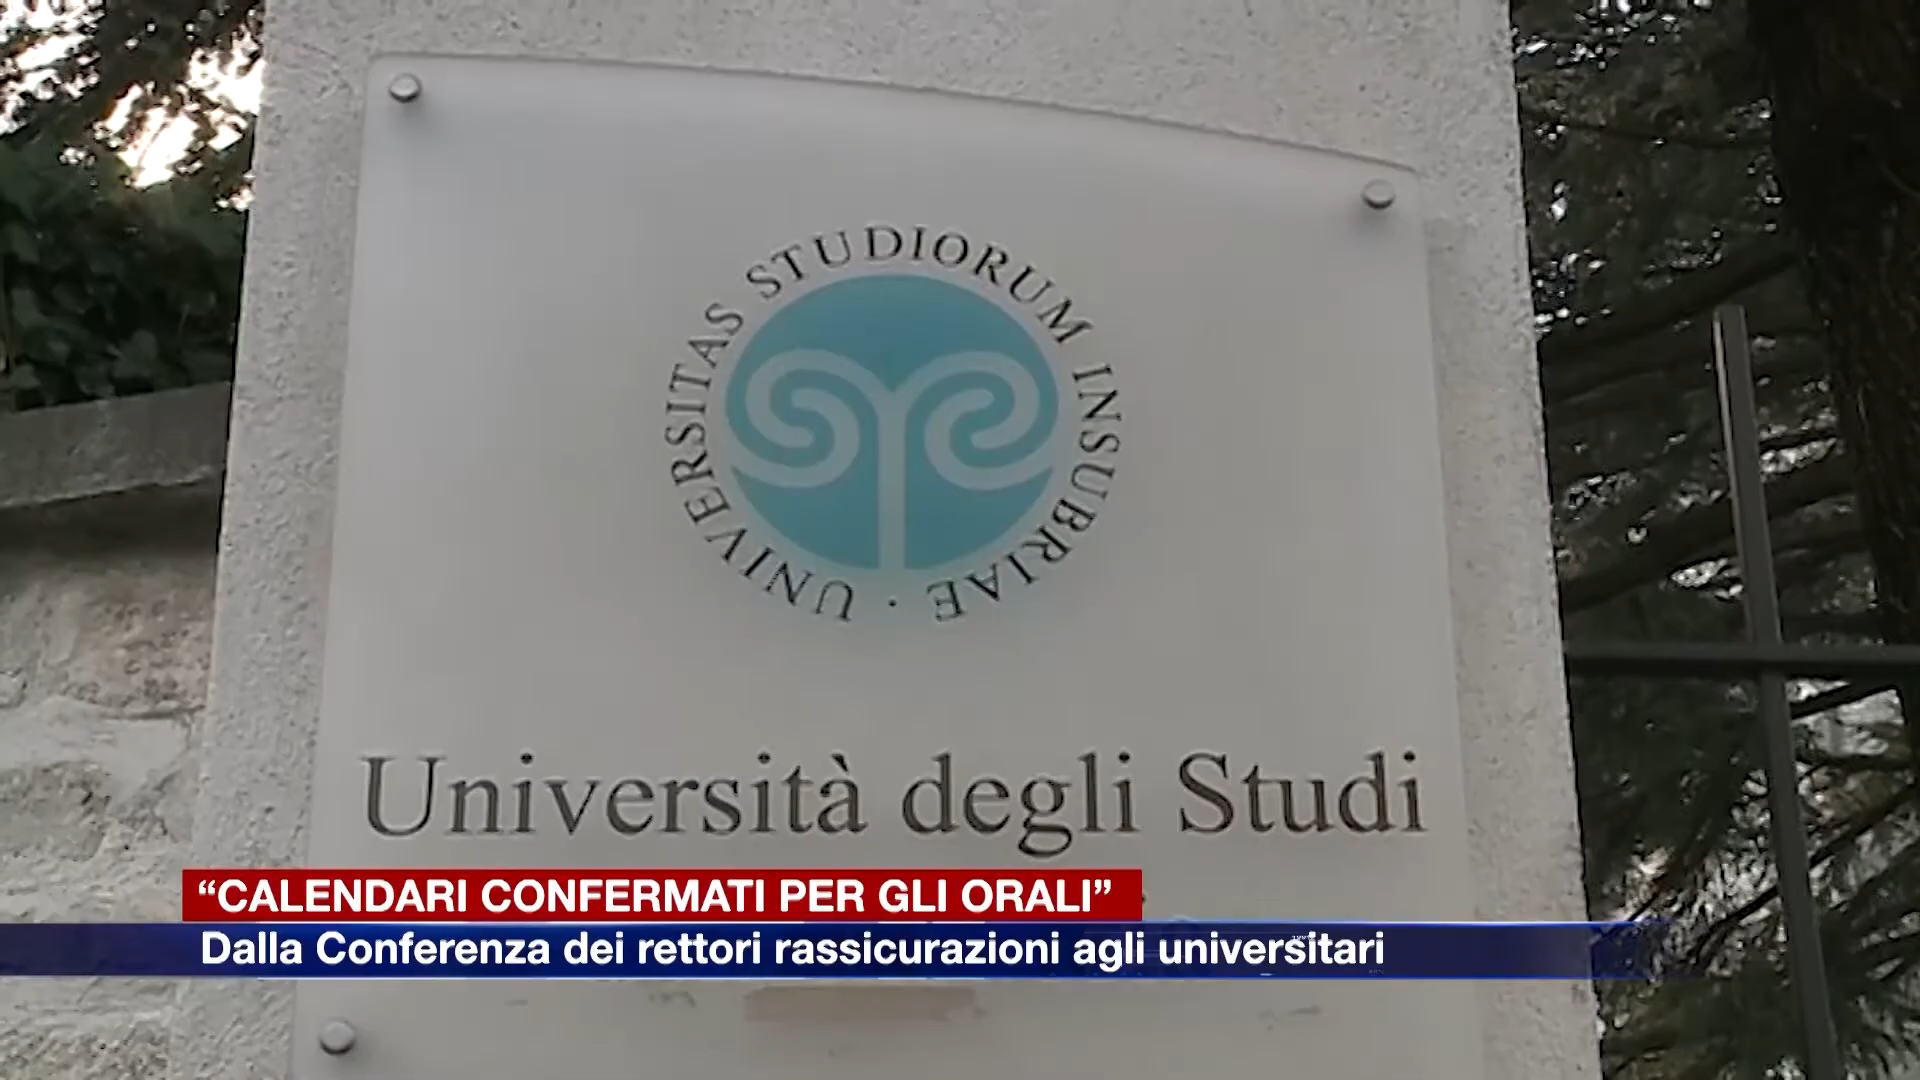 UNIVERSITAS STUDIORUM INSUBRIAE ·
Università degli Studi
“CALENDARI CONFERMATI PER GLI ORALI”
Dalla Conferenza dei rettori rassicurazioni agli universitari